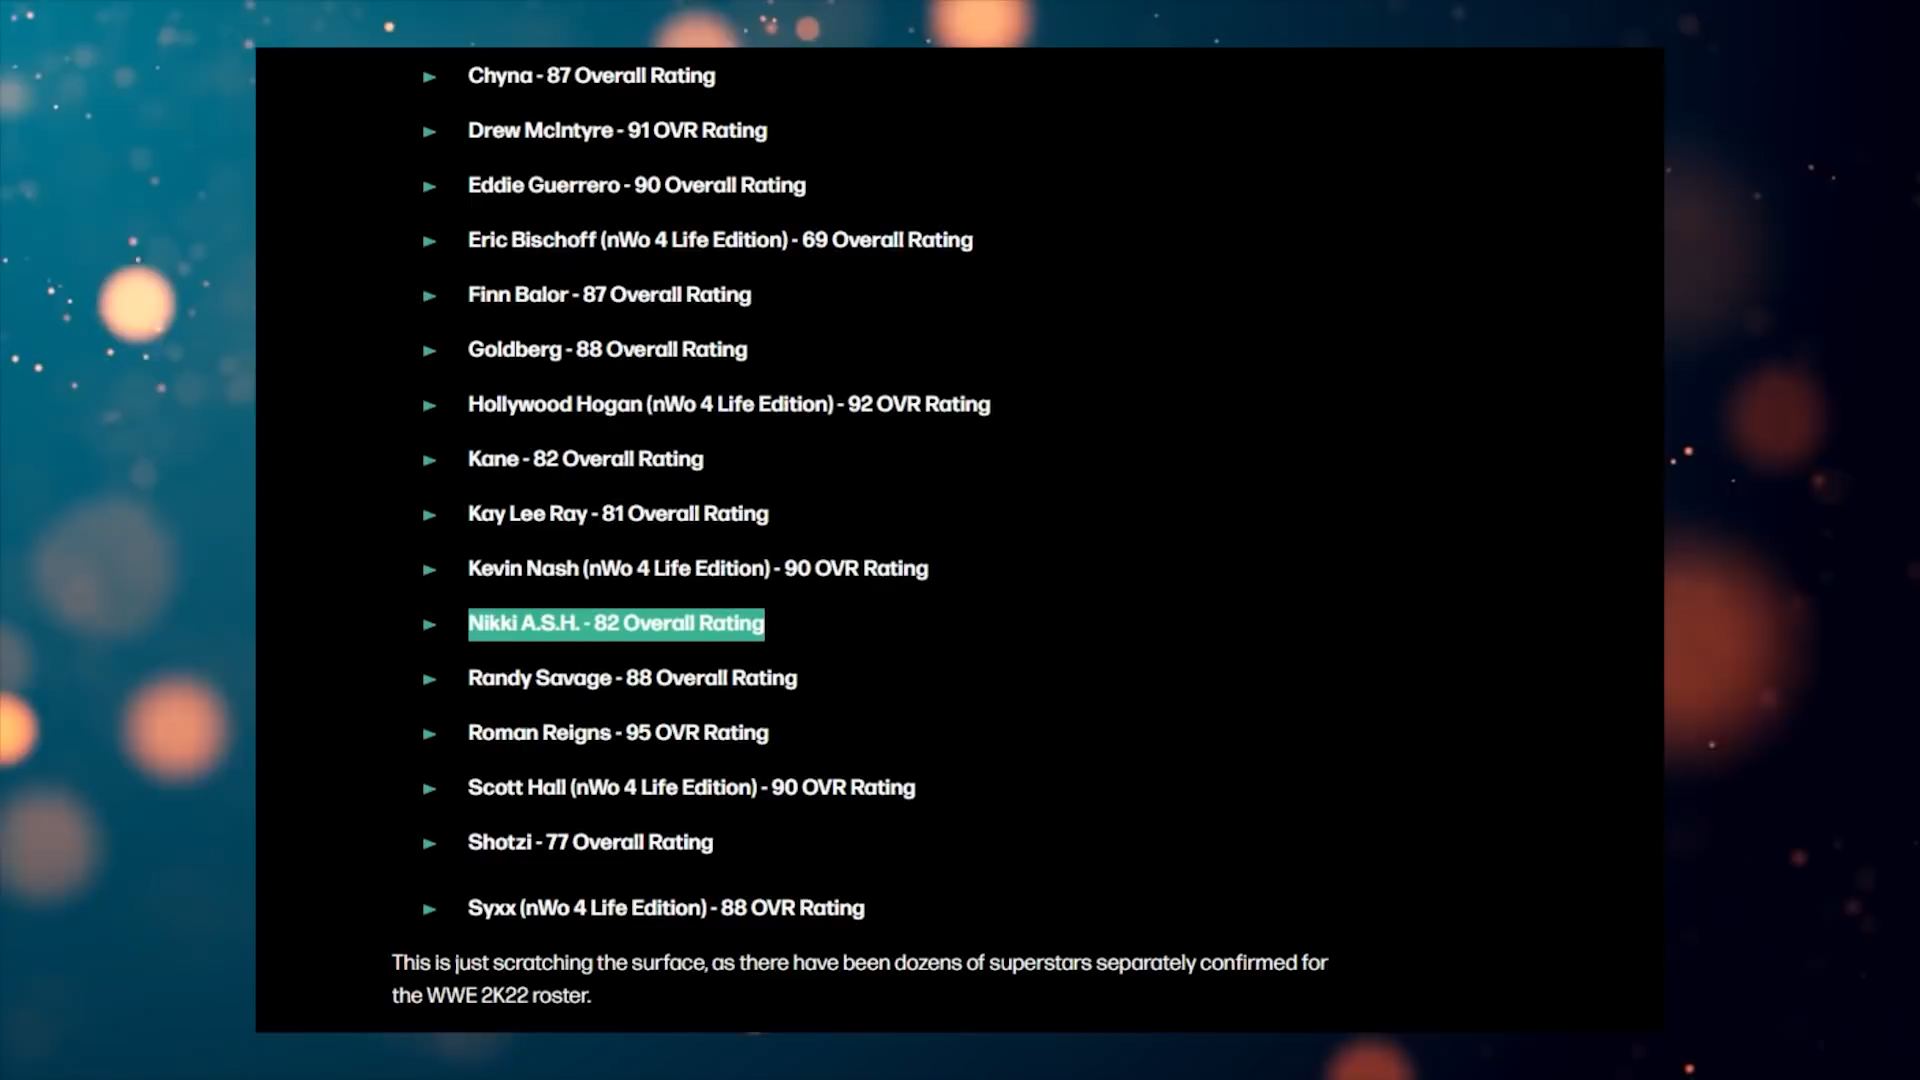 Chyna - 87 Overall Rating
Drew McIntyre - 91 OVR Rating
Eddie Guerrero - 90 Overall Rating
Eric Bischoff (nWo 4 Life Edition) - 69 Overall Rating
Finn Balor - 87 Overall Rating
Goldberg - 88 Overall Rating
Hollywood Hogan (nWo 4 Life Edition) - 92 OVR Rating
Kane - 82 Overall Rating
Kay Lee Ray - 81 Overall Rating
Kevin Nash (nWo 4 Life Edition) - 90 OVR Rating
Nikki A.S.H. - 82 Overall Rating
Randy Savage - 88 Overall Rating
Roman Reigns - 95 OVR Rating
Scott Hall (nWo 4 Life Edition) - 90 OVR Rating
Shotzi - 77 Overall Rating
Syxx (nWo 4 Life Edition) - 88 OVR Rating
This is just scratching the surface, as there have been dozens of superstars separately confirmed for
the WWE 2K22 roster.